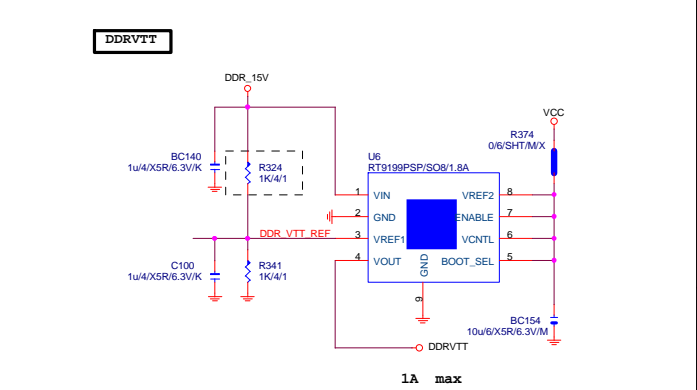 DDRVTT
DDR_15V
VCC
R374
0/6/SHT/M/X
BC140
1u/4/X5R/6.3V/K
R324
1K/4/1
U6
RT9199PSP/SO8/1.8A
1 VIN
2 GND
3 VREF1
4 VOUT
VREF2 8
ENABLE 7
VCNTL 6
BOOT_SEL 5
GND
9
DDR_VTT_REF
C100
1u/4/X5R/6.3V/K
R341
1K/4/1
BC154
10u/6/X5R/6.3V/M
DDRVTT
1A max